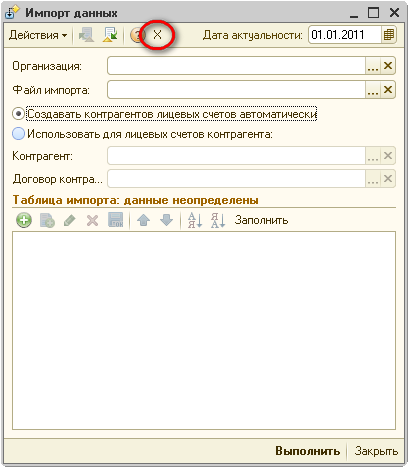 Импорт данных
Действия Дата актуальности: 01.01.2011
Организация:
Файл импорта:
Создавать контрагентов лицевых счетов автоматически
Использовать для лицевых счетов контрагента:
Контрагент:
Договор контра...
Таблица импорта: данные неопределены
Заполнить
Выполнить Закрыть